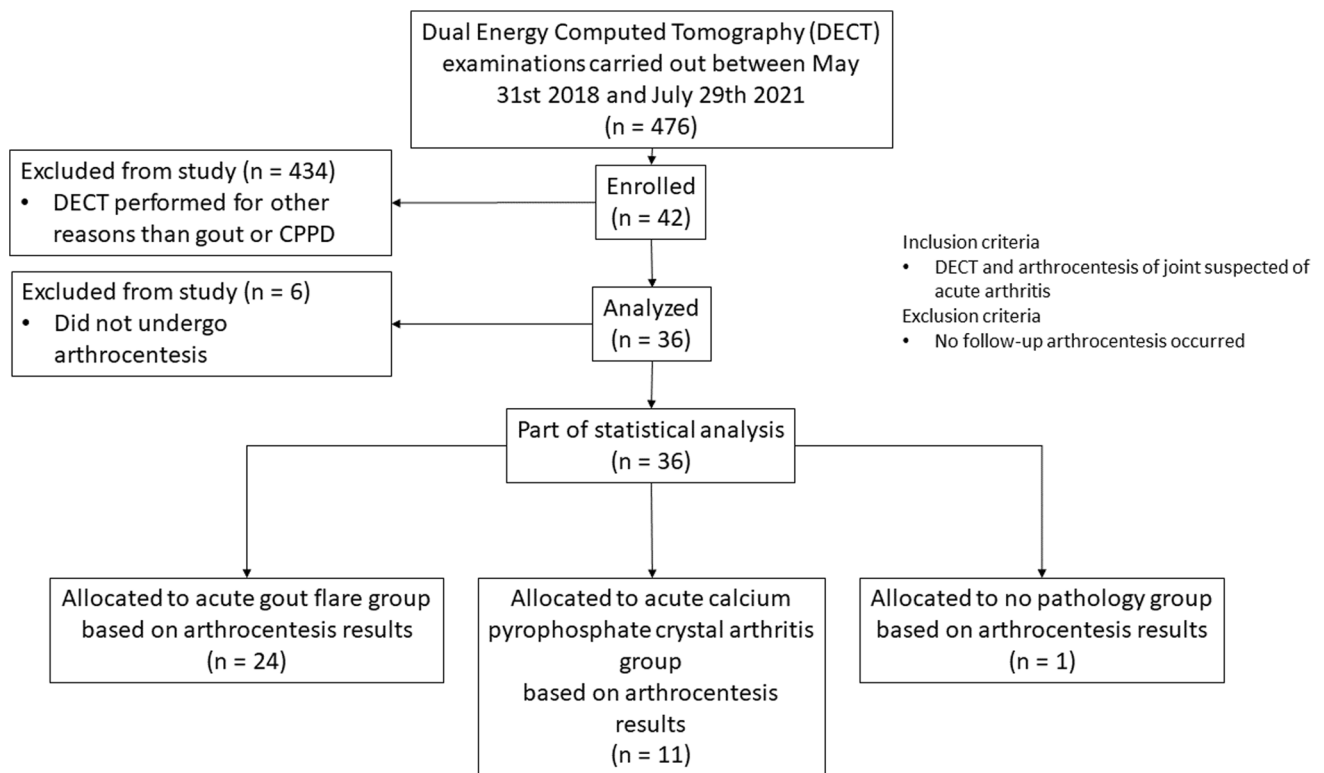 Dual Energy Computed Tomography (DECT)
examinations carried out between May
31st 2018 and July 29th 2021
(n = 476)
Excluded from study (n = 434)
• DECT performed for other
reasons than gout or CPPD
Enrolled
(n = 42)
Inclusion criteria
• DECT and arthrocentesis of joint suspected of
acute arthritis
Exclusion criteria
• No follow-up arthrocentesis occurred
Excluded from study (n = 6)
• Did not undergo
arthrocentesis
Analyzed
(n = 36)
Part of statistical analysis
(n = 36)
Allocated to acute gout flare group
based on arthrocentesis results
(n = 24)
Allocated to acute calcium
pyrophosphate crystal arthritis
group
based on arthrocentesis
results
(n = 11)
Allocated to no pathology group
based on arthrocentesis results
(n = 1)